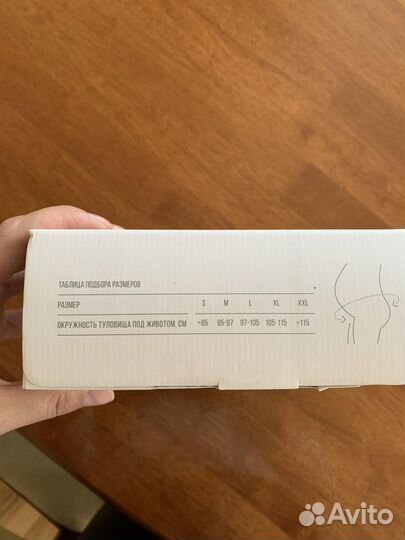 ТАБЛИЦА ПОДБОРА РАЗМЕРОВ
РАЗМЕР S M L XL XXL
ОКРУЖНОСТЬ ТУЛОВИЩА ПОД ЖИВОТОМ, СМ <85 85-97 97-105 105-115 >115
Avito